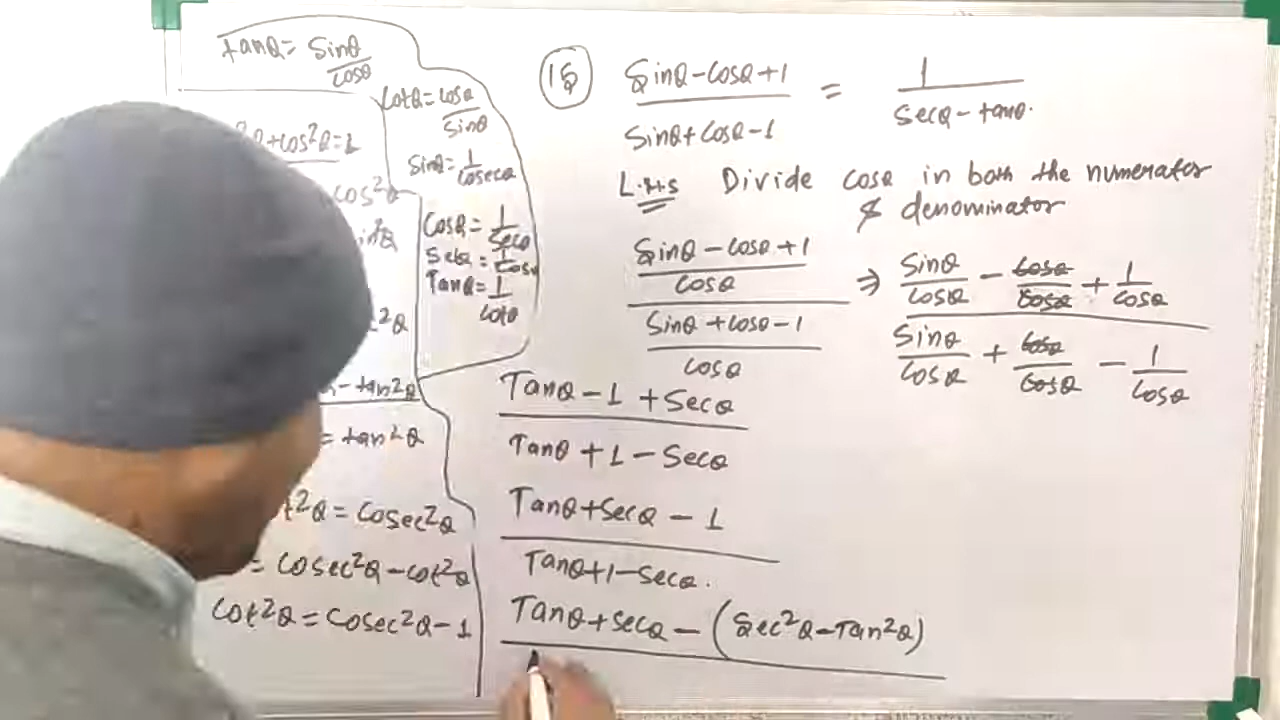 tanθ = sinθ/cosθ
cotθ = cosθ/sinθ
θ + cos²θ = 1
sinθ = 1/cosecθ
cos²θ
cosθ = 1/secθ
secθ = 1/cosθ
Tanθ = 1/cotθ
²θ
- tan²θ
= tan²θ
²θ = cosec²θ
= cosec²θ - cot²θ
cot²θ = cosec²θ - 1
(sinθ - cosθ + 1)/(sinθ + cosθ - 1) = 1/(secθ - tanθ).
L.H.S Divide cosθ in both the numerator
& denominator
((sinθ - cosθ + 1)/cosθ)/((sinθ + cosθ - 1)/cosθ) ⇒ (sinθ/cosθ - cosθ/cosθ + 1/cosθ)/(sinθ/cosθ + cosθ/cosθ - 1/cosθ)
Tanθ - 1 + Secθ
Tanθ + 1 - Secθ
Tanθ + Secθ - 1
Tanθ + 1 - Secθ.
Tanθ + secθ - (Sec²θ - Tan²θ)